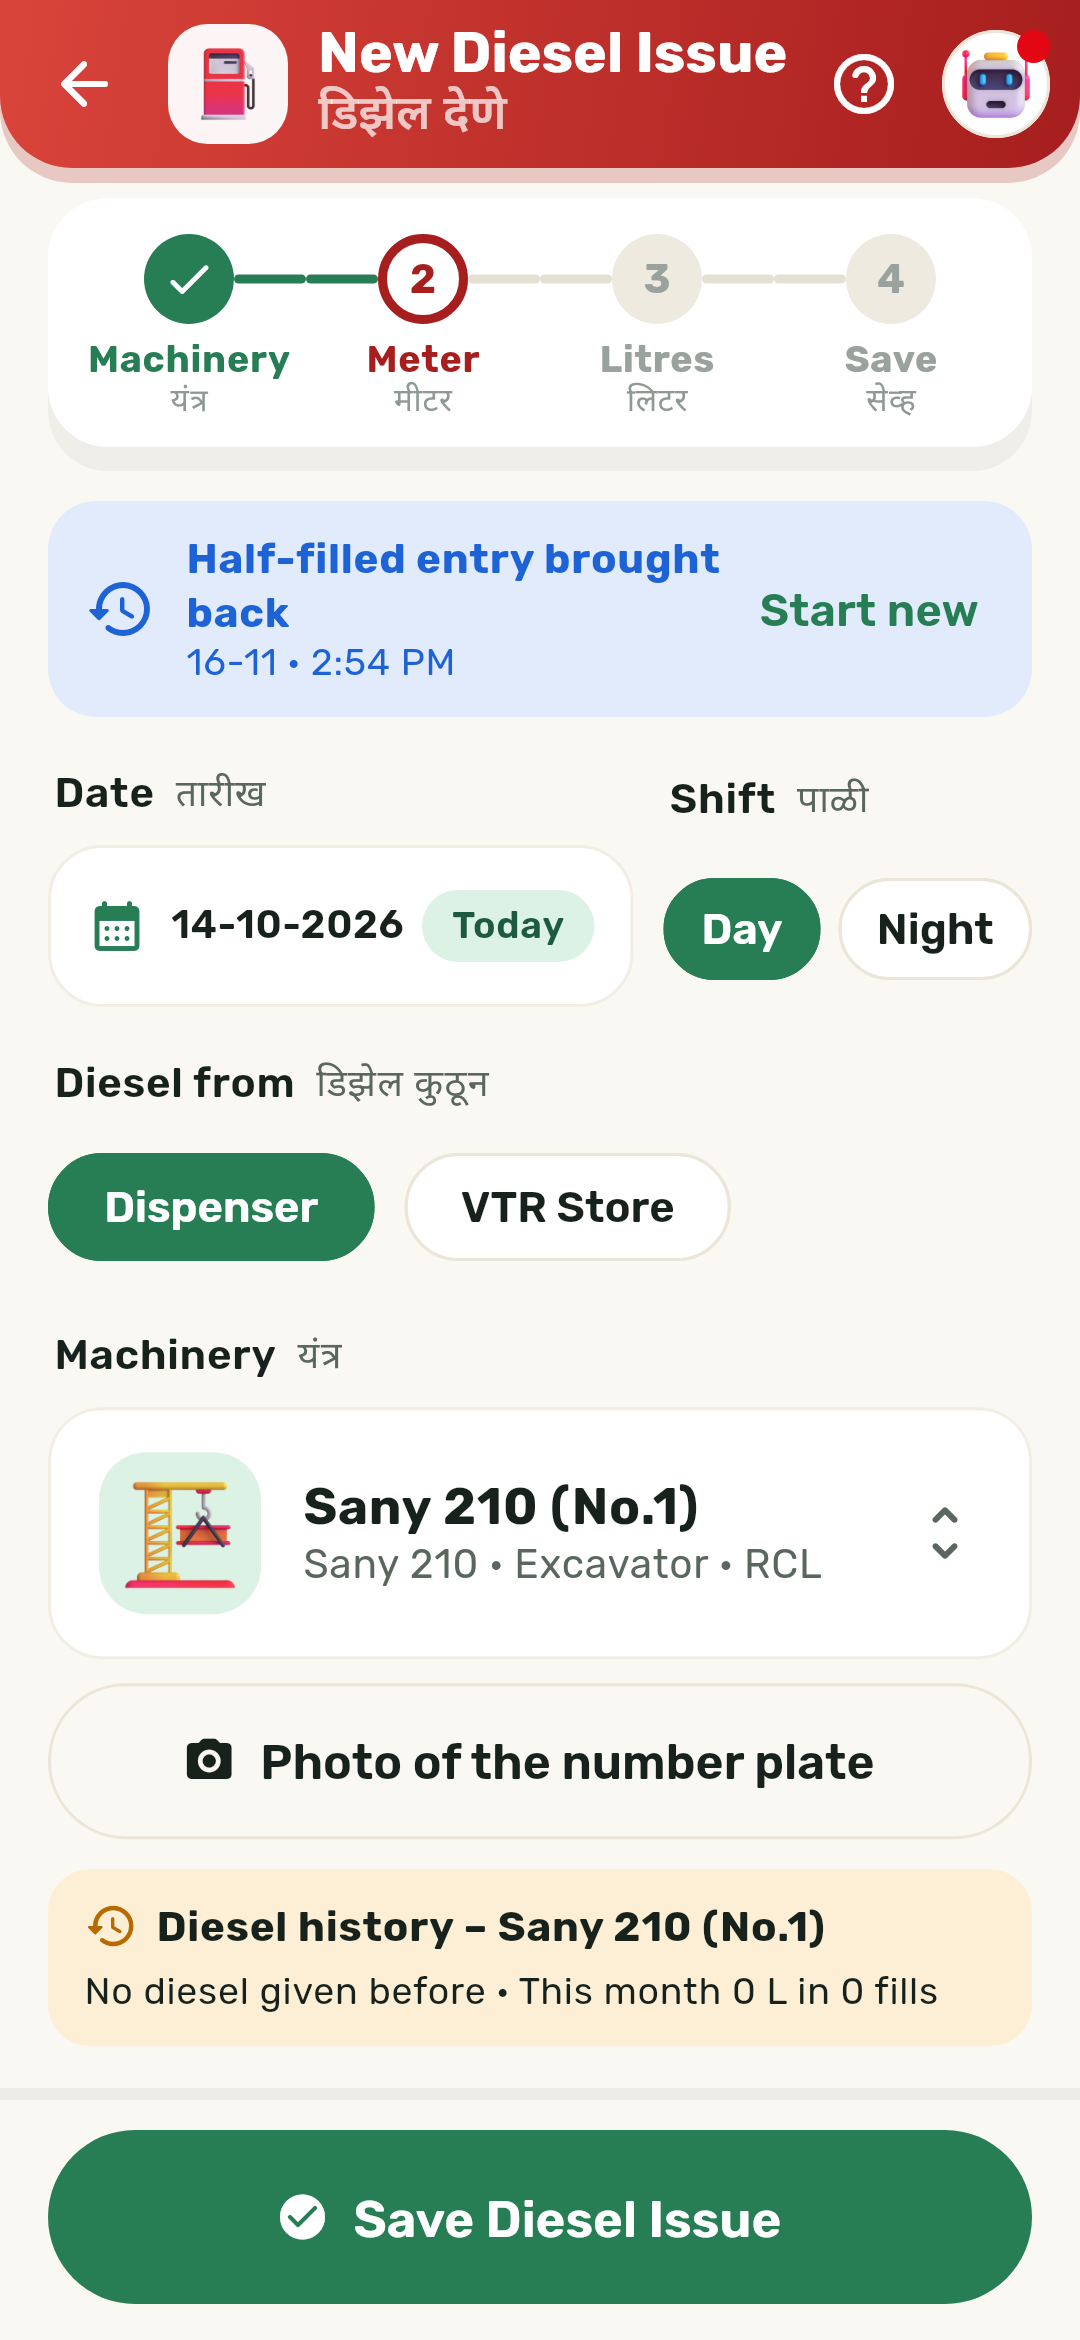 New Diesel Issue
डिझेल देणे
2
3
4
Machinery
Meter
Litres
Save
यंत्र
मीटर
लिटर
सेव्ह
Half-filled entry brought
back
16-11 • 2:54 PM
Start new
Date तारीख
Shift पाळी
14-10-2026
Today
Day
Night
Diesel from डिझेल कुठून
Dispenser
VTR Store
Machinery यंत्र
Sany 210 (No.1)
Sany 210 • Excavator • RCL
Photo of the number plate
Diesel history – Sany 210 (No.1)
No diesel given before • This month 0 L in 0 fills
Save Diesel Issue